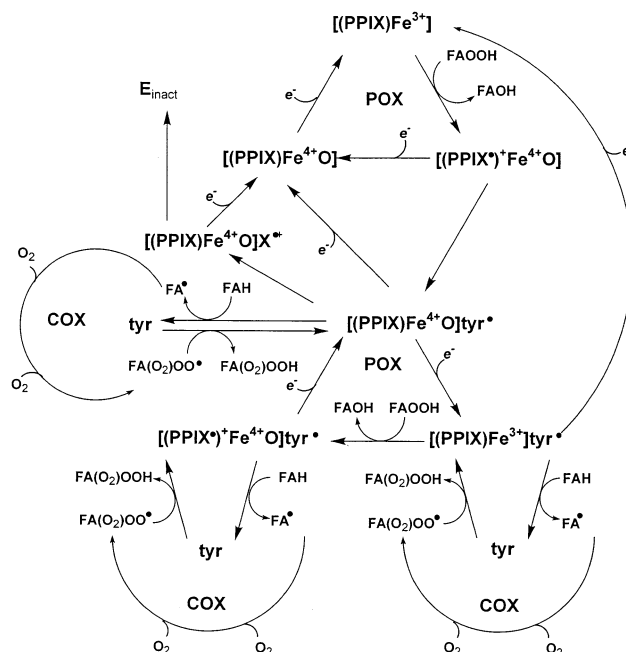 [(PPIX)Fe³⁺]
FAOOH
FAOH
e⁻
POX
E_inact
e⁻
e
[(PPIX)Fe⁴⁺O]
[(PPIX•)⁺Fe⁴⁺O]
e⁻
[(PPIX)Fe⁴⁺O]X•⁺
e⁻
O₂
FA•
FAH
COX
tyr
[(PPIX)Fe⁴⁺O]tyr•
POX
O₂
FA(O₂)OO•
FA(O₂)OOH
e⁻
e⁻
FAOH
FAOOH
[(PPIX•)⁺Fe⁴⁺O]tyr•
[(PPIX)Fe³⁺]tyr•
FA(O₂)OOH
FAH
FA(O₂)OOH
FAH
FA(O₂)OO•
FA•
FA(O₂)OO•
FA•
tyr
tyr
COX
COX
O₂
O₂
O₂
O₂